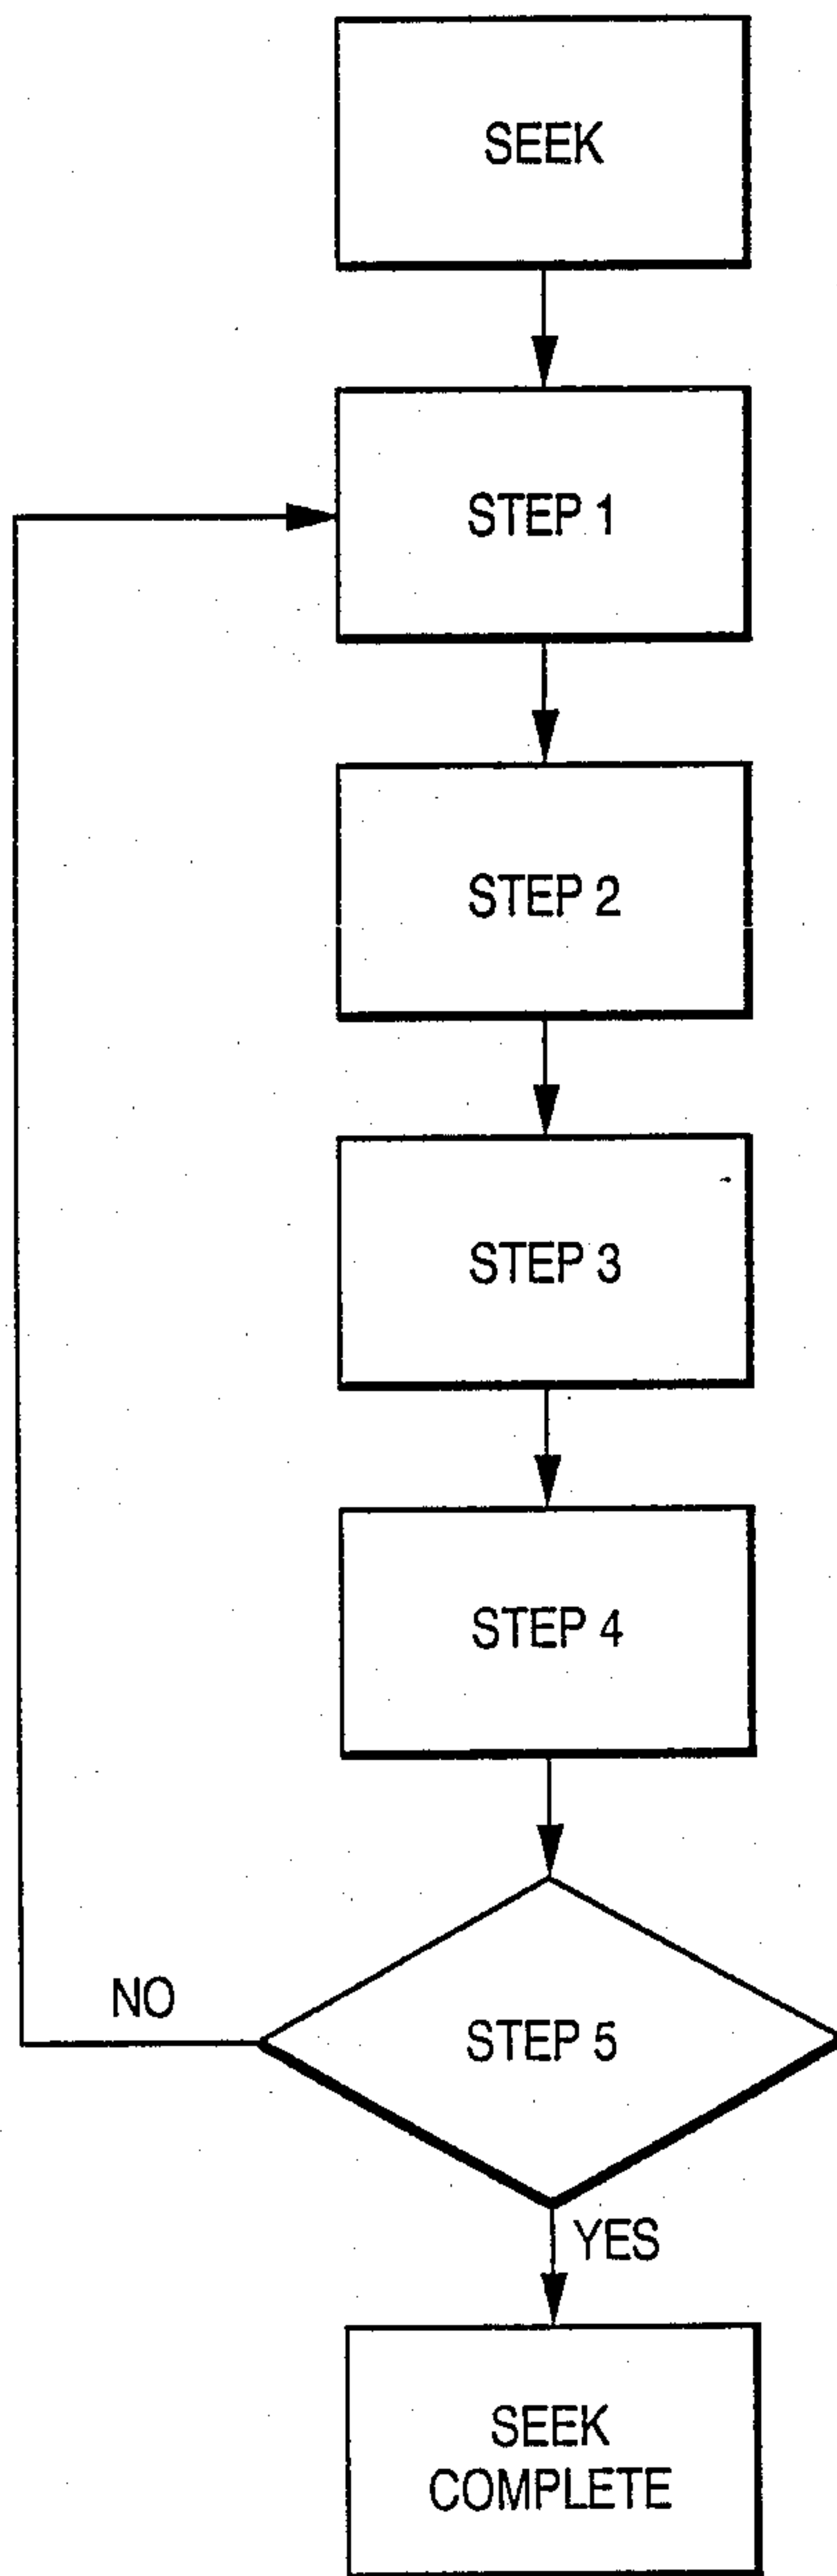 SEEK
STEP 1
STEP 2
STEP 3
STEP 4
STEP 5
NO
YES
SEEK
COMPLETE